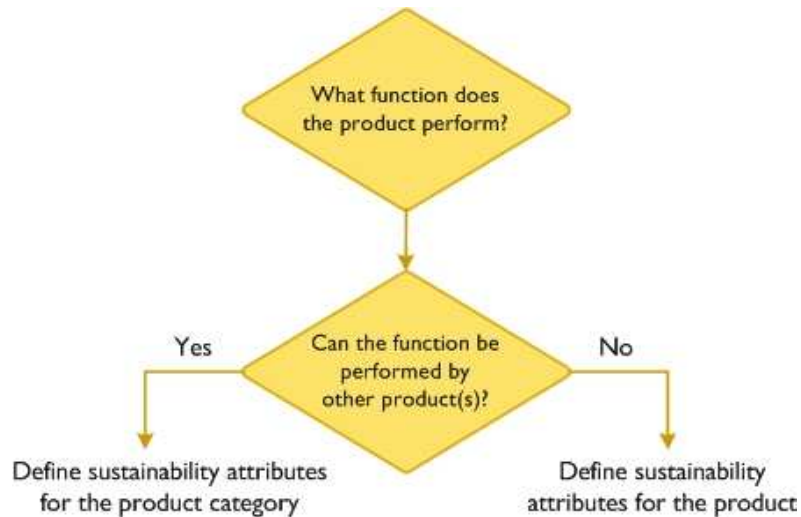 What function does
the product perform?
Yes
Can the function be
performed by
other product(s)?
No
Define sustainability attributes
for the product category
Define sustainability
attributes for the product